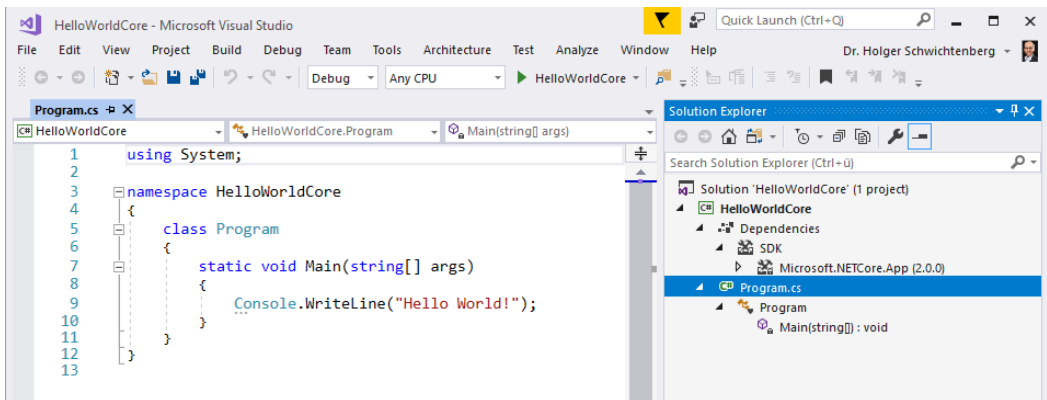 HelloWorldCore - Microsoft Visual Studio
Quick Launch (Ctrl+Q)
File Edit View Project Build Debug Team Tools Architecture Test Analyze Window Help
Dr. Holger Schwichtenberg
Debug Any CPU HelloWorldCore
Program.cs
HelloWorldCore HelloWorldCore.Program Main(string[] args)
1 using System;
2
3 namespace HelloWorldCore
4 {
5 class Program
6 {
7 static void Main(string[] args)
8 {
9 Console.WriteLine("Hello World!");
10 }
11 }
12 }
13
Solution Explorer
Search Solution Explorer (Ctrl+ü)
Solution 'HelloWorldCore' (1 project)
C# HelloWorldCore
Dependencies
SDK
Microsoft.NETCore.App (2.0.0)
C# Program.cs
Program
Main(string[]) : void